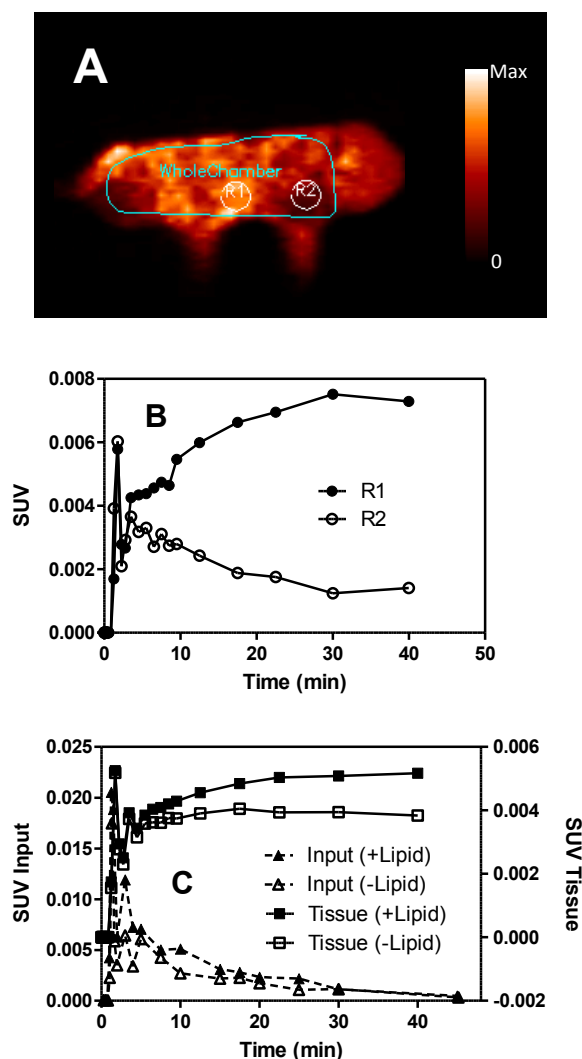 A
Max
WholeChamber
R1
R2
0
0.008
0.006
0.004
0.002
0.000
SUV
B
R1
R2
0 10 20 30 40 50
Time (min)
0.025
0.020
0.015
0.010
0.005
0.000
SUV Input
0.006
0.004
0.002
0.000
-0.002
SUV Tissue
C
Input (+Lipid)
Input (-Lipid)
Tissue (+Lipid)
Tissue (-Lipid)
0 10 20 30 40 50
Time (min)